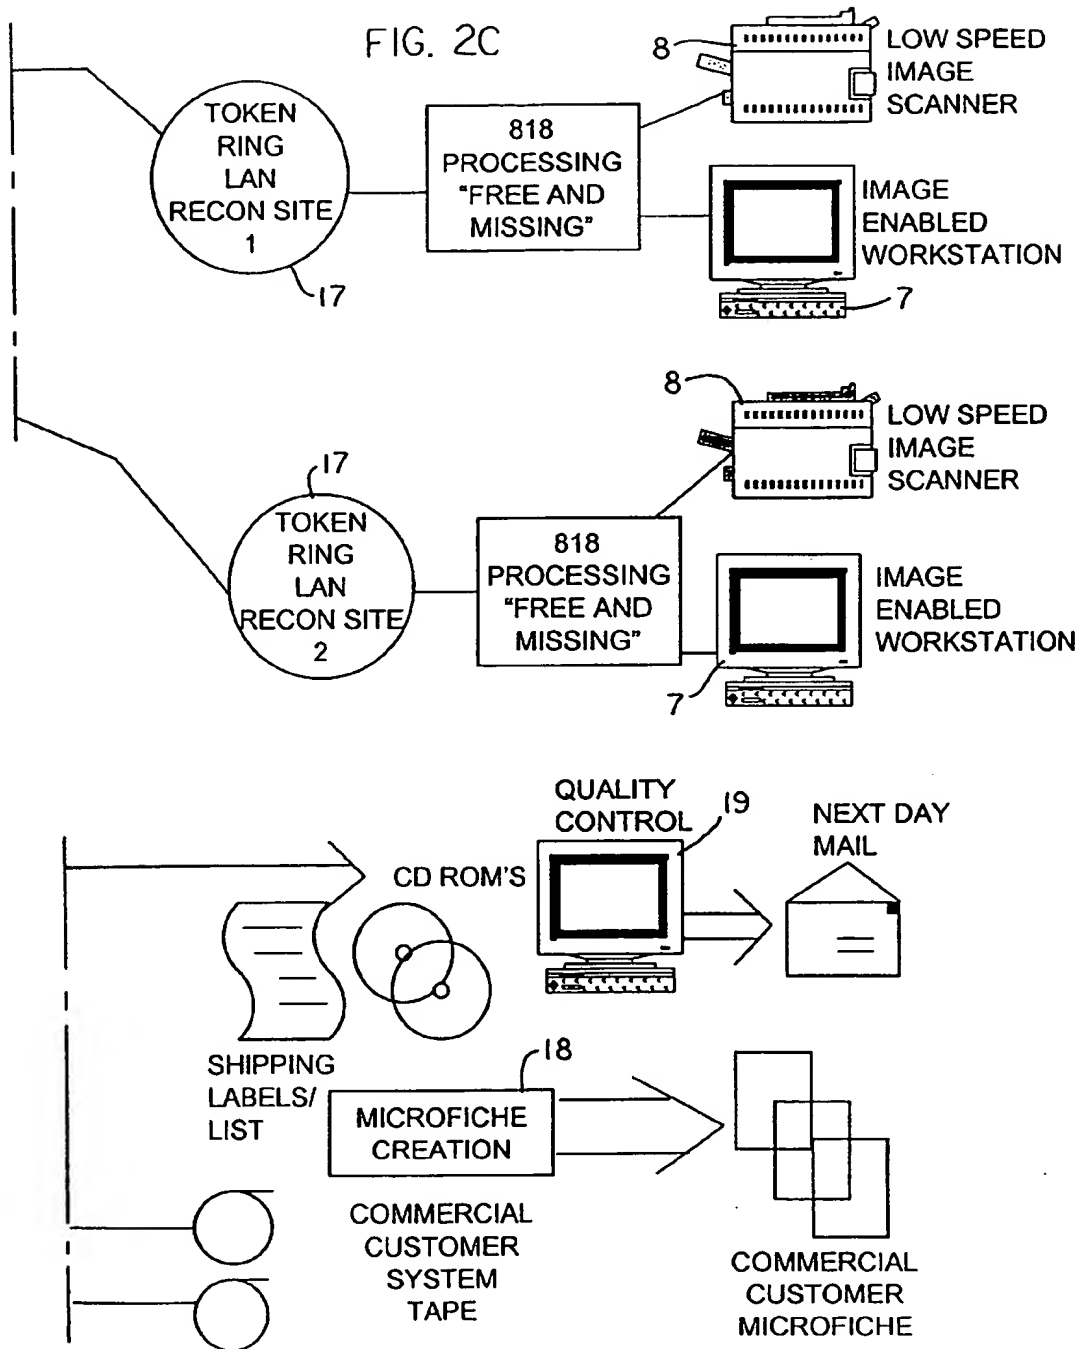 FIG. 2C
8
LOW SPEED
IMAGE
SCANNER
TOKEN
RING
LAN
RECON SITE
1
17
818
PROCESSING
"FREE AND
MISSING"
IMAGE
ENABLED
WORKSTATION
7
8
LOW SPEED
IMAGE
SCANNER
17
TOKEN
RING
LAN
RECON SITE
2
818
PROCESSING
"FREE AND
MISSING"
IMAGE
ENABLED
WORKSTATION
7
QUALITY
CONTROL
19
NEXT DAY
MAIL
CD ROM'S
SHIPPING
LABELS/
LIST
18
MICROFICHE
CREATION
COMMERCIAL
CUSTOMER
SYSTEM
TAPE
COMMERCIAL
CUSTOMER
MICROFICHE